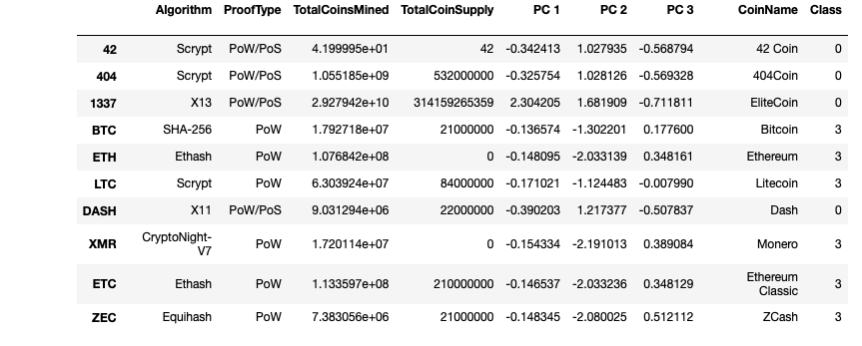 Algorithm ProofType TotalCoinsMined TotalCoinSupply PC 1 PC 2 PC 3 CoinName Class
42 Scrypt PoW/PoS 4.199995e+01 42 -0.342413 1.027935 -0.568794 42 Coin 0
404 Scrypt PoW/PoS 1.055185e+09 532000000 -0.325754 1.028126 -0.569328 404Coin 0
1337 X13 PoW/PoS 2.927942e+10 314159265359 2.304205 1.681909 -0.711811 EliteCoin 0
BTC SHA-256 PoW 1.792718e+07 21000000 -0.136574 -1.302201 0.177600 Bitcoin 3
ETH Ethash PoW 1.076842e+08 0 -0.148095 -2.033139 0.348161 Ethereum 3
LTC Scrypt PoW 6.303924e+07 84000000 -0.171021 -1.124483 -0.007990 Litecoin 3
DASH X11 PoW/PoS 9.031294e+06 22000000 -0.390203 1.217377 -0.507837 Dash 0
XMR CryptoNight-
V7 PoW 1.720114e+07 0 -0.154334 -2.191013 0.389084 Monero 3
ETC Ethash PoW 1.133597e+08 210000000 -0.146537 -2.033236 0.348129 Ethereum
Classic 3
ZEC Equihash PoW 7.383056e+06 21000000 -0.148345 -2.080025 0.512112 ZCash 3